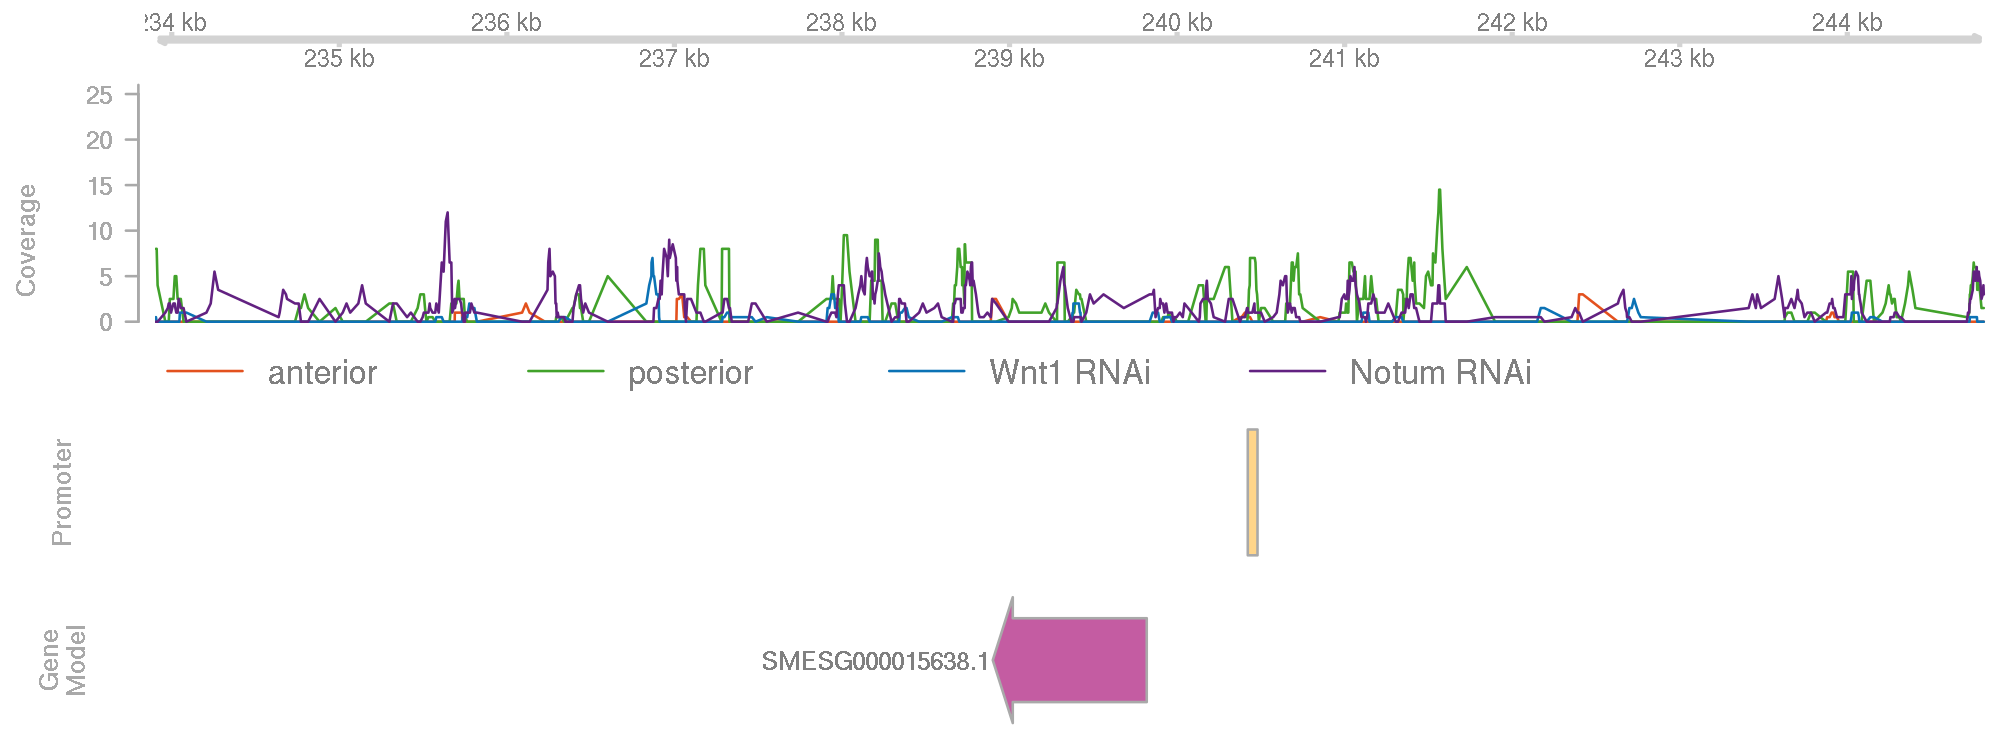 234 kb 236 kb 238 kb 240 kb 242 kb 244 kb
235 kb 237 kb 239 kb 241 kb 243 kb
Coverage
25
20
15
10
5
0
anterior posterior Wnt1 RNAi Notum RNAi
Promoter
Gene
Model
SMESG000015638.1